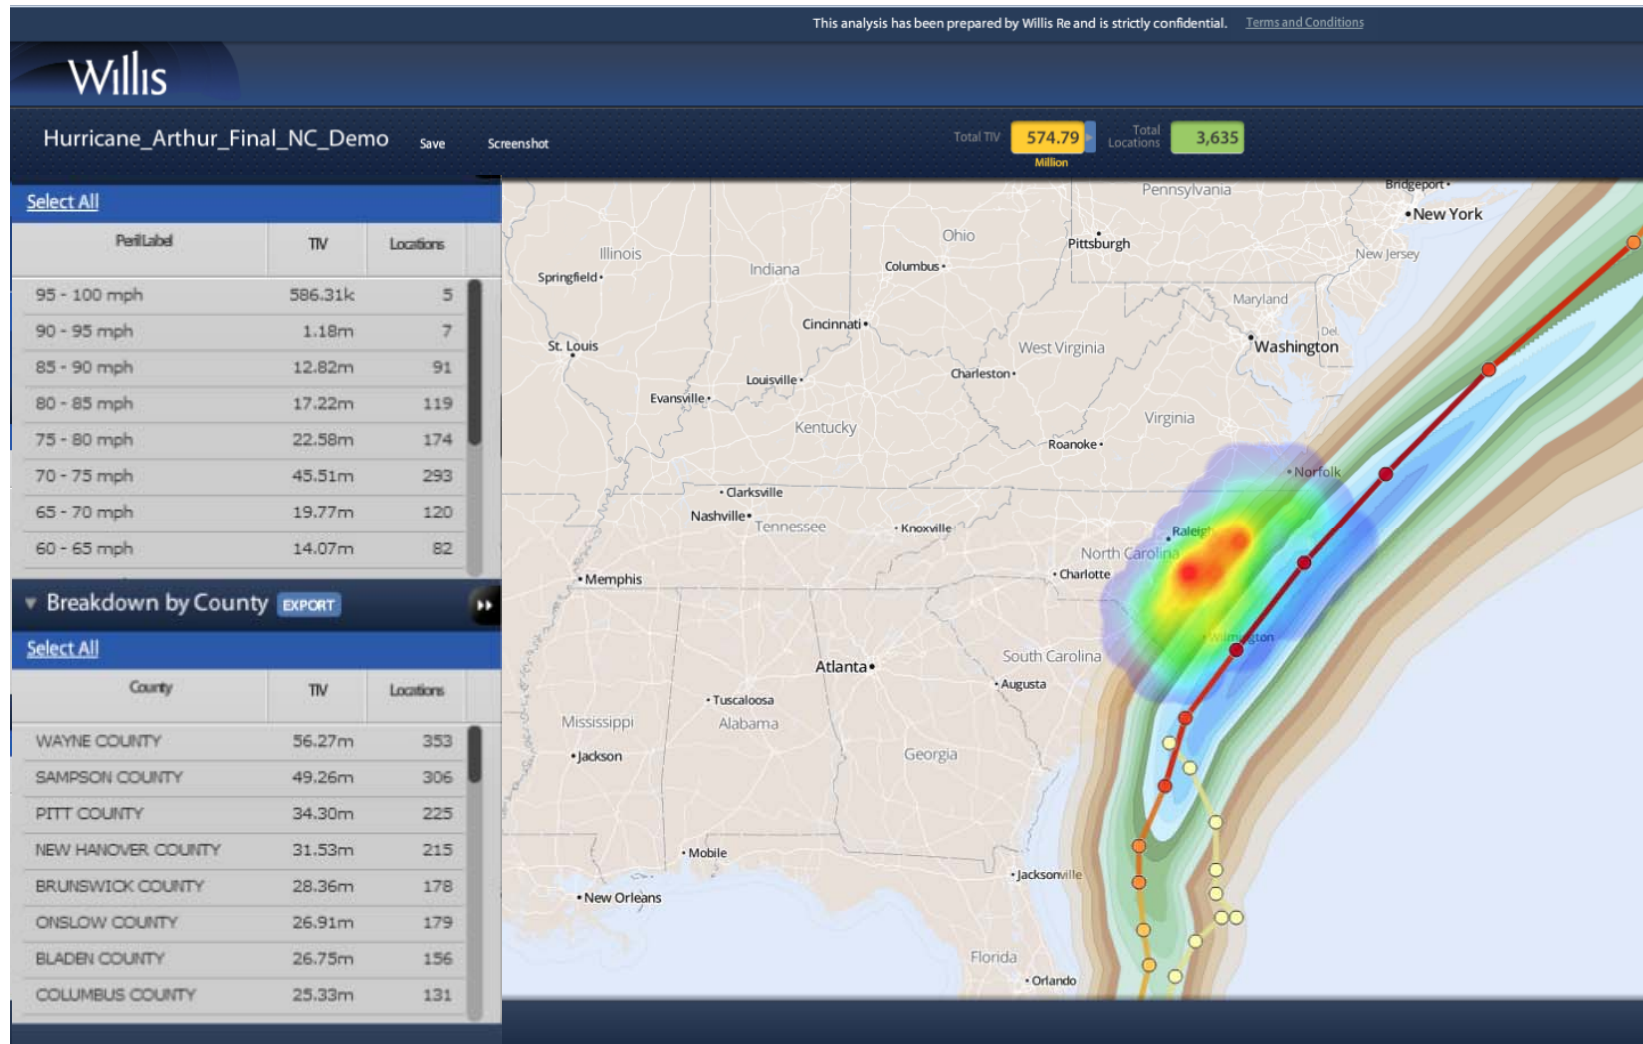 This analysis has been prepared by Willis Re and is strictly confidential. Terms and Conditions
Willis
Hurricane_Arthur_Final_NC_Demo Save Screenshot Total TIV 574.79 Million Total Locations 3,635
Select All
PerilLabel TIV Locations
95 - 100 mph 586.31k 5
90 - 95 mph 1.18m 7
85 - 90 mph 12.82m 91
80 - 85 mph 17.22m 119
75 - 80 mph 22.58m 174
70 - 75 mph 45.51m 293
65 - 70 mph 19.77m 120
60 - 65 mph 14.07m 82
Breakdown by County EXPORT
Select All
County TIV Locations
WAYNE COUNTY 56.27m 353
SAMPSON COUNTY 49.26m 306
PITT COUNTY 34.30m 225
NEW HANOVER COUNTY 31.53m 215
BRUNSWICK COUNTY 28.36m 178
ONSLOW COUNTY 26.91m 179
BLADEN COUNTY 26.75m 156
COLUMBUS COUNTY 25.33m 131
Pennsylvania
Bridgeport
New York
Ohio
Pittsburgh
Illinois
New Jersey
Indiana
Columbus
Springfield
Maryland
Cincinnati
Del.
St. Louis
West Virginia
Washington
Louisville
Charleston
Evansville
Virginia
Kentucky
Roanoke
Norfolk
Clarksville
Nashville
Tennessee
Knoxville
Raleigh
North Carolina
Charlotte
Memphis
Wilmington
South Carolina
Atlanta
Augusta
Tuscaloosa
Mississippi
Alabama
Jackson
Georgia
Mobile
Jacksonville
New Orleans
Florida
Orlando